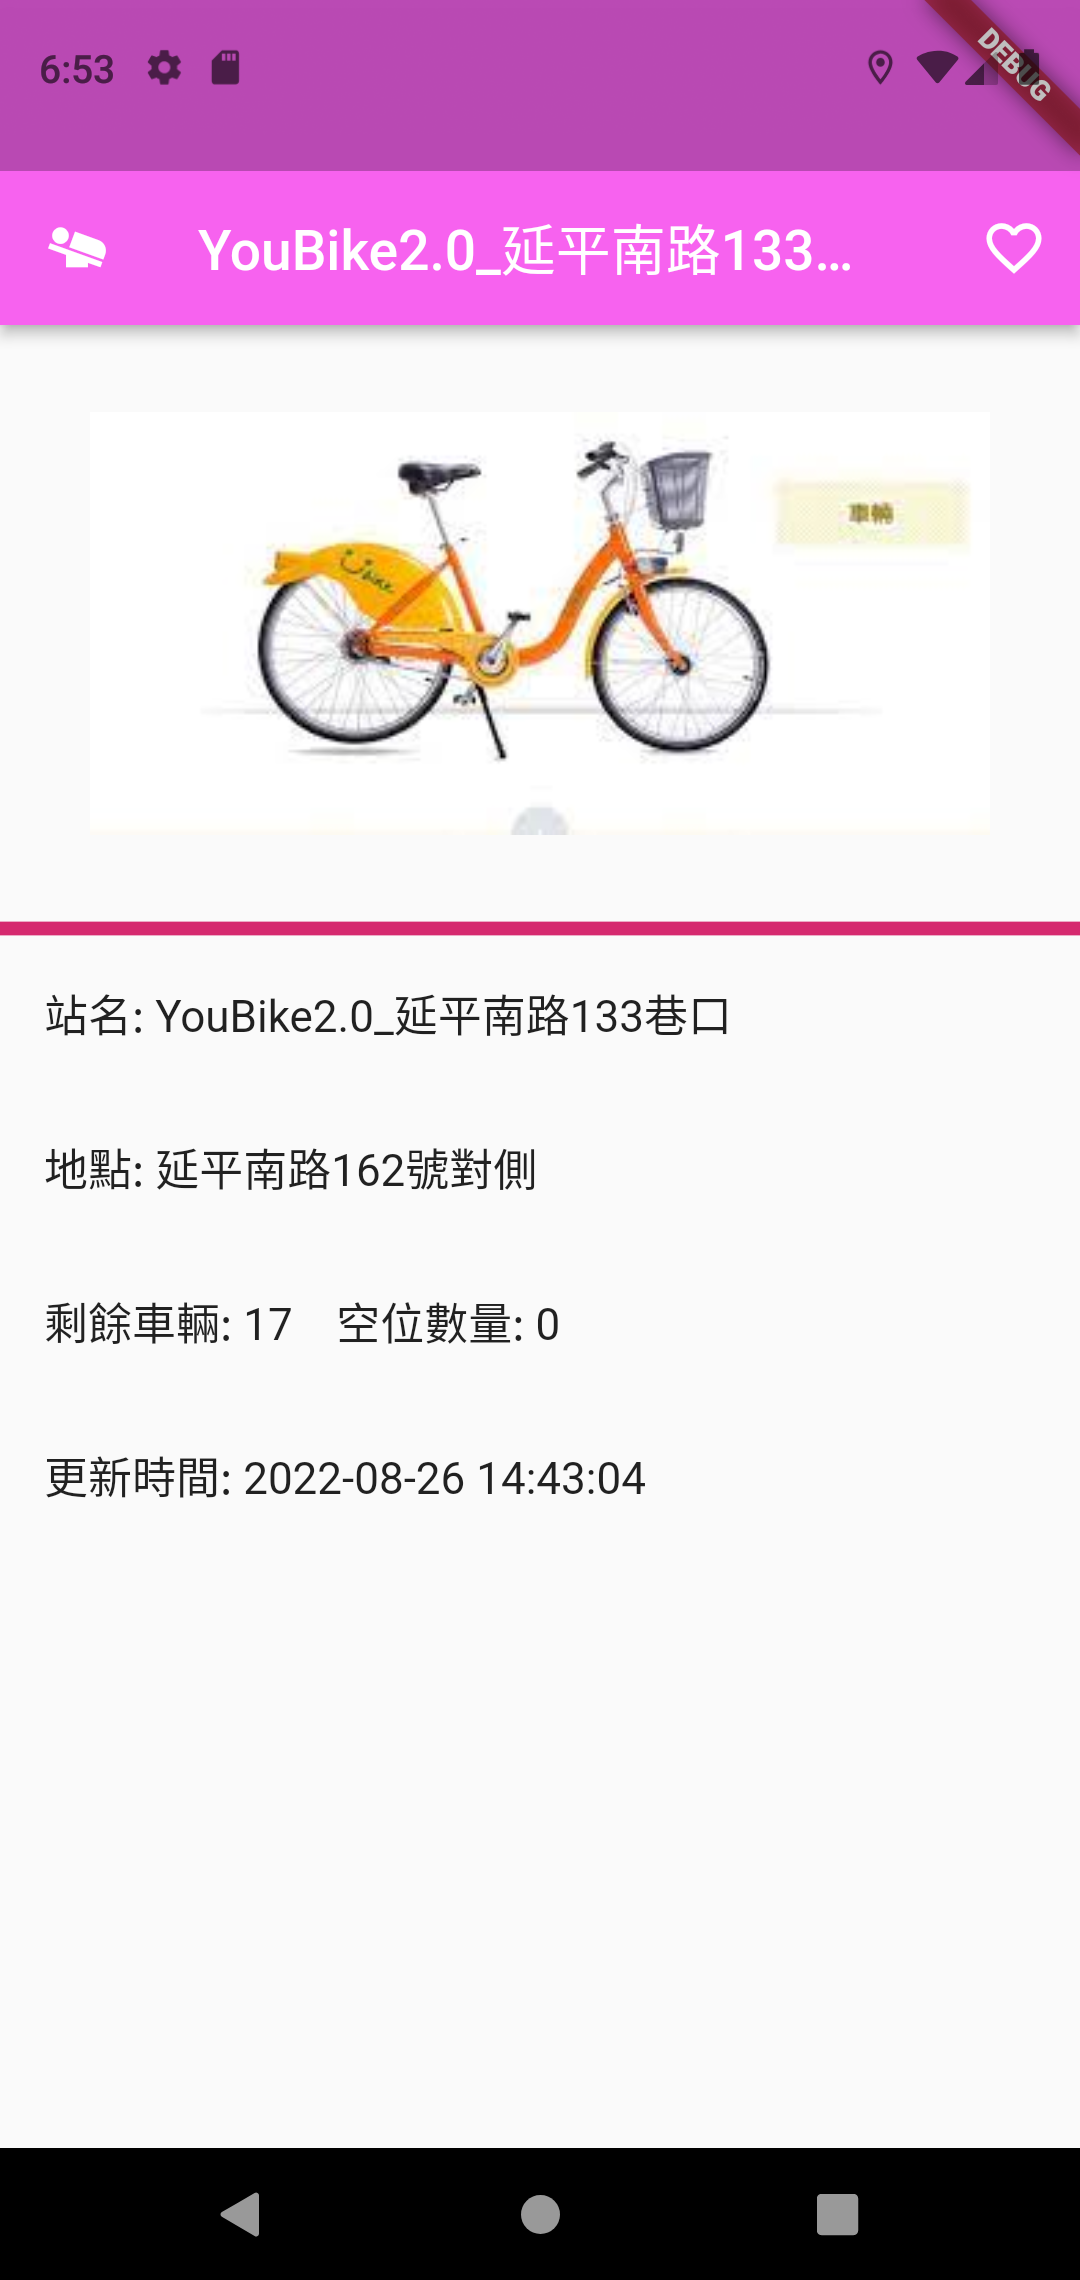 6:53
DEBUG
YouBike2.0_延平南路133...
車輛
站名: YouBike2.0_延平南路133巷口
地點: 延平南路162號對側
剩餘車輛: 17 空位數量: 0
更新時間: 2022-08-26 14:43:04